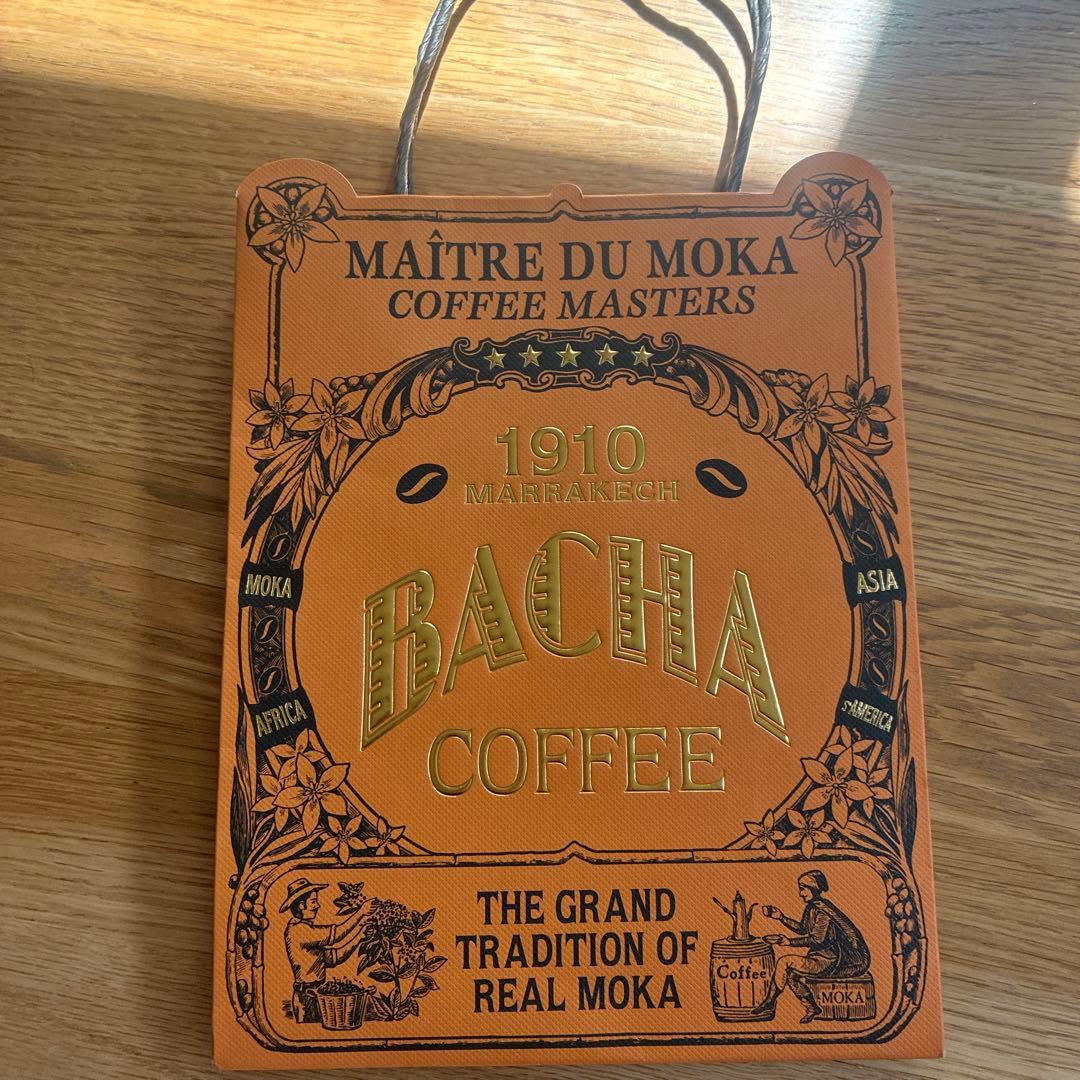 MAÎTRE DU MOKA
COFFEE MASTERS
1910
MARRAKECH
BACHA
COFFEE
MOKA
ASIA
AFRICA
S-AMERICA
THE GRAND
TRADITION OF
REAL MOKA
Coffee
MOKA